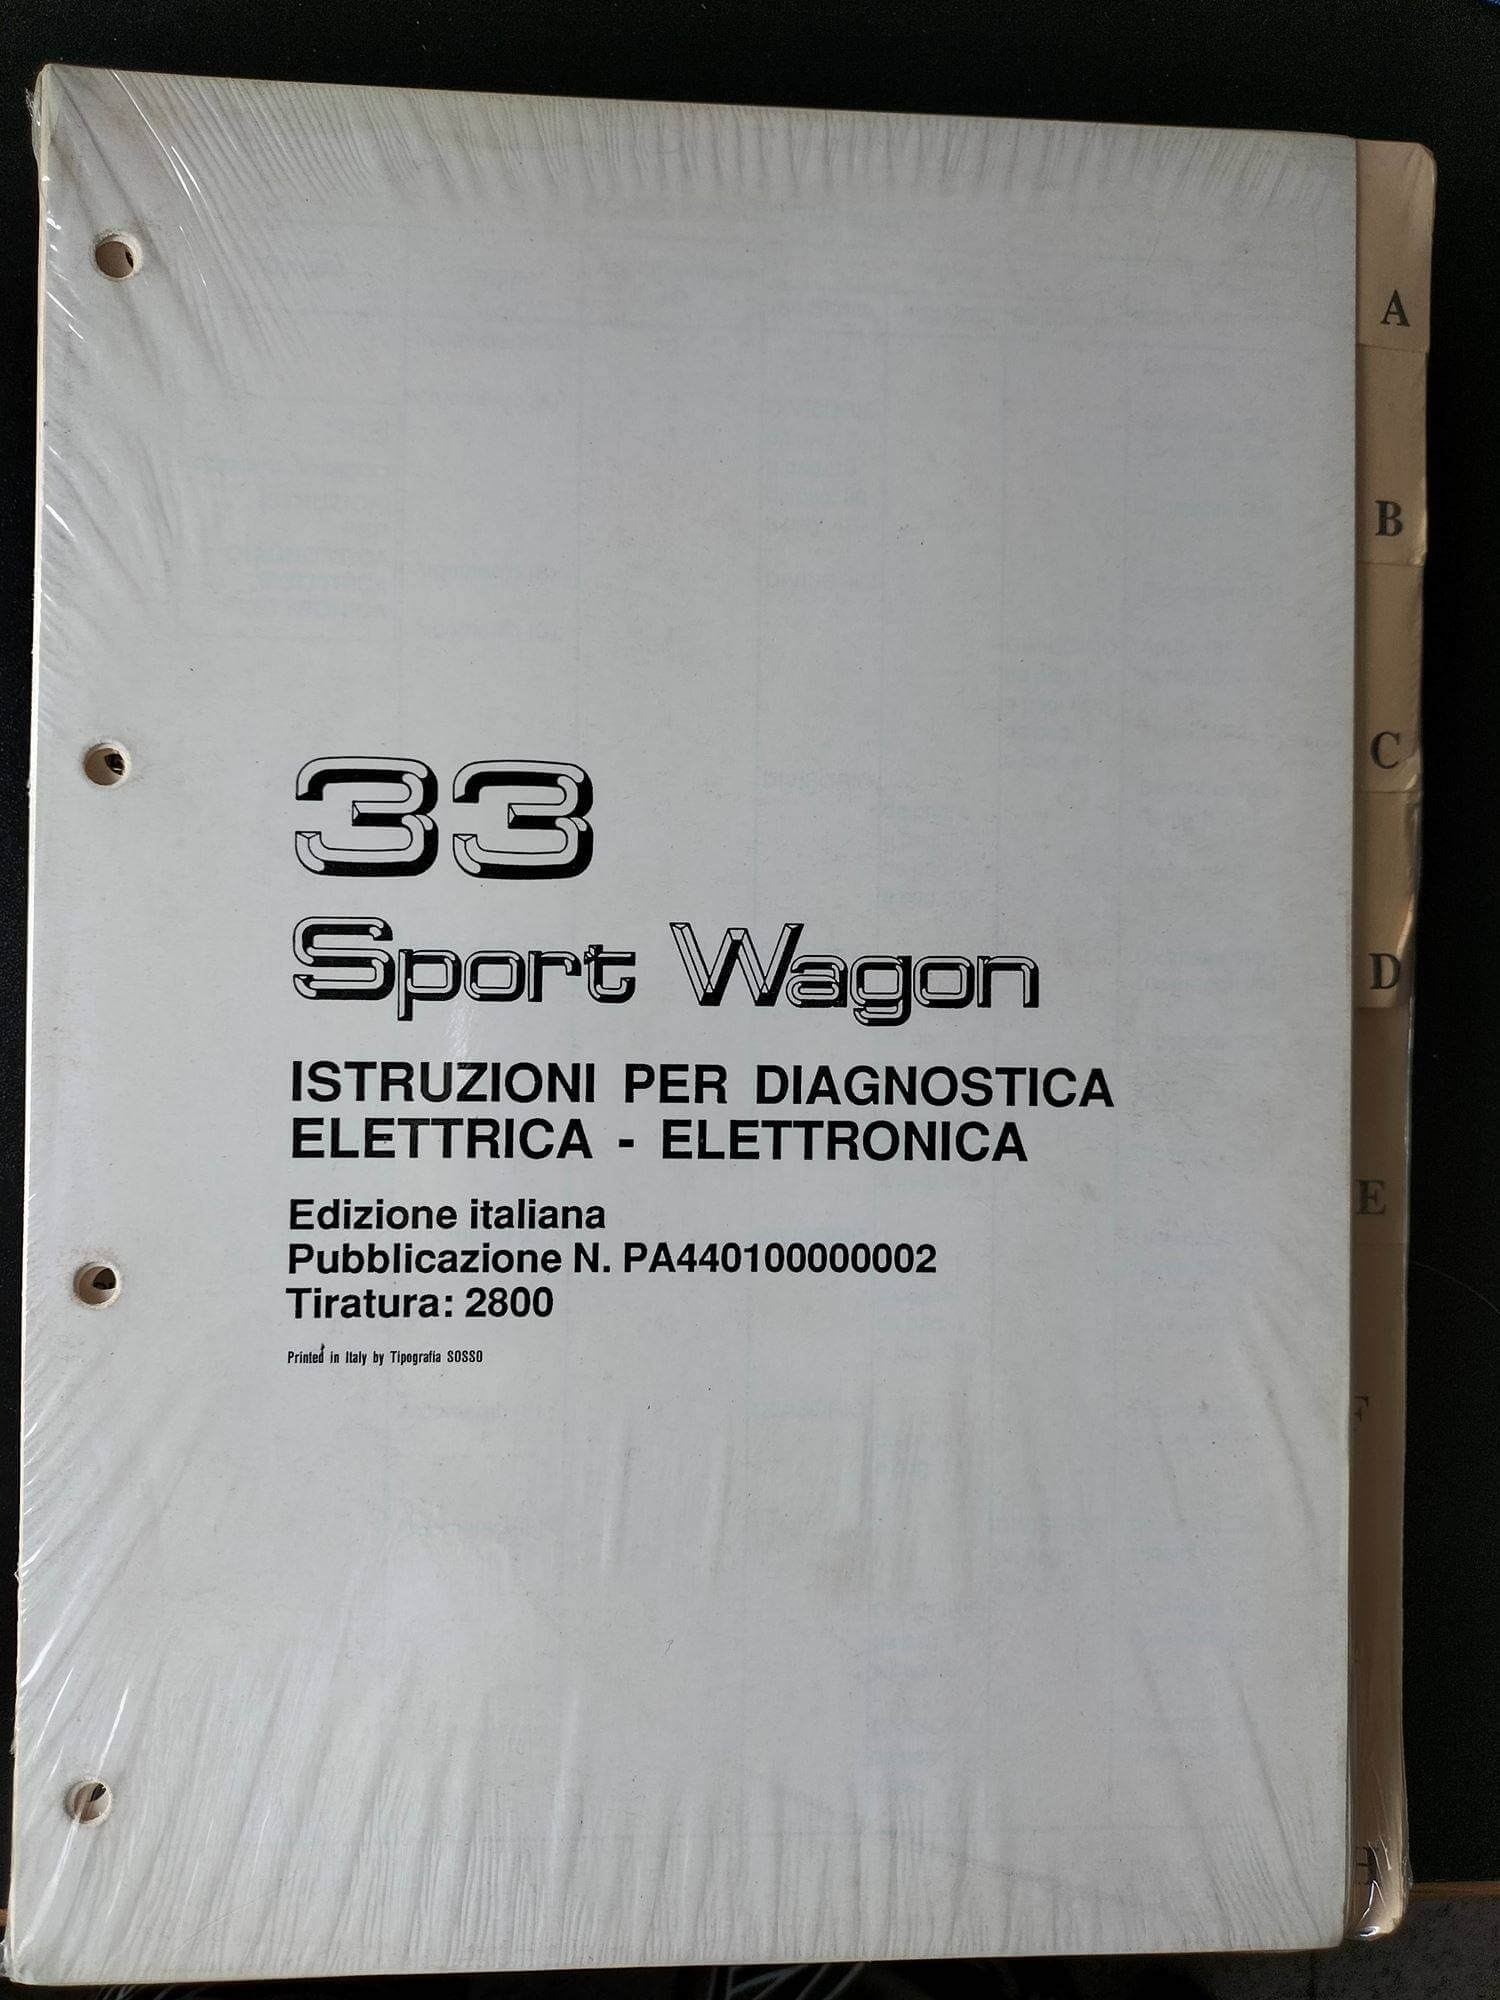 33
Sport Wagon
ISTRUZIONI PER DIAGNOSTICA
ELETTRICA - ELETTRONICA
Edizione italiana
Pubblicazione N. PA440100000002
Tiratura: 2800
Printed in Italy by Tipografia SOSSO
A
B
C
D
E
F
H